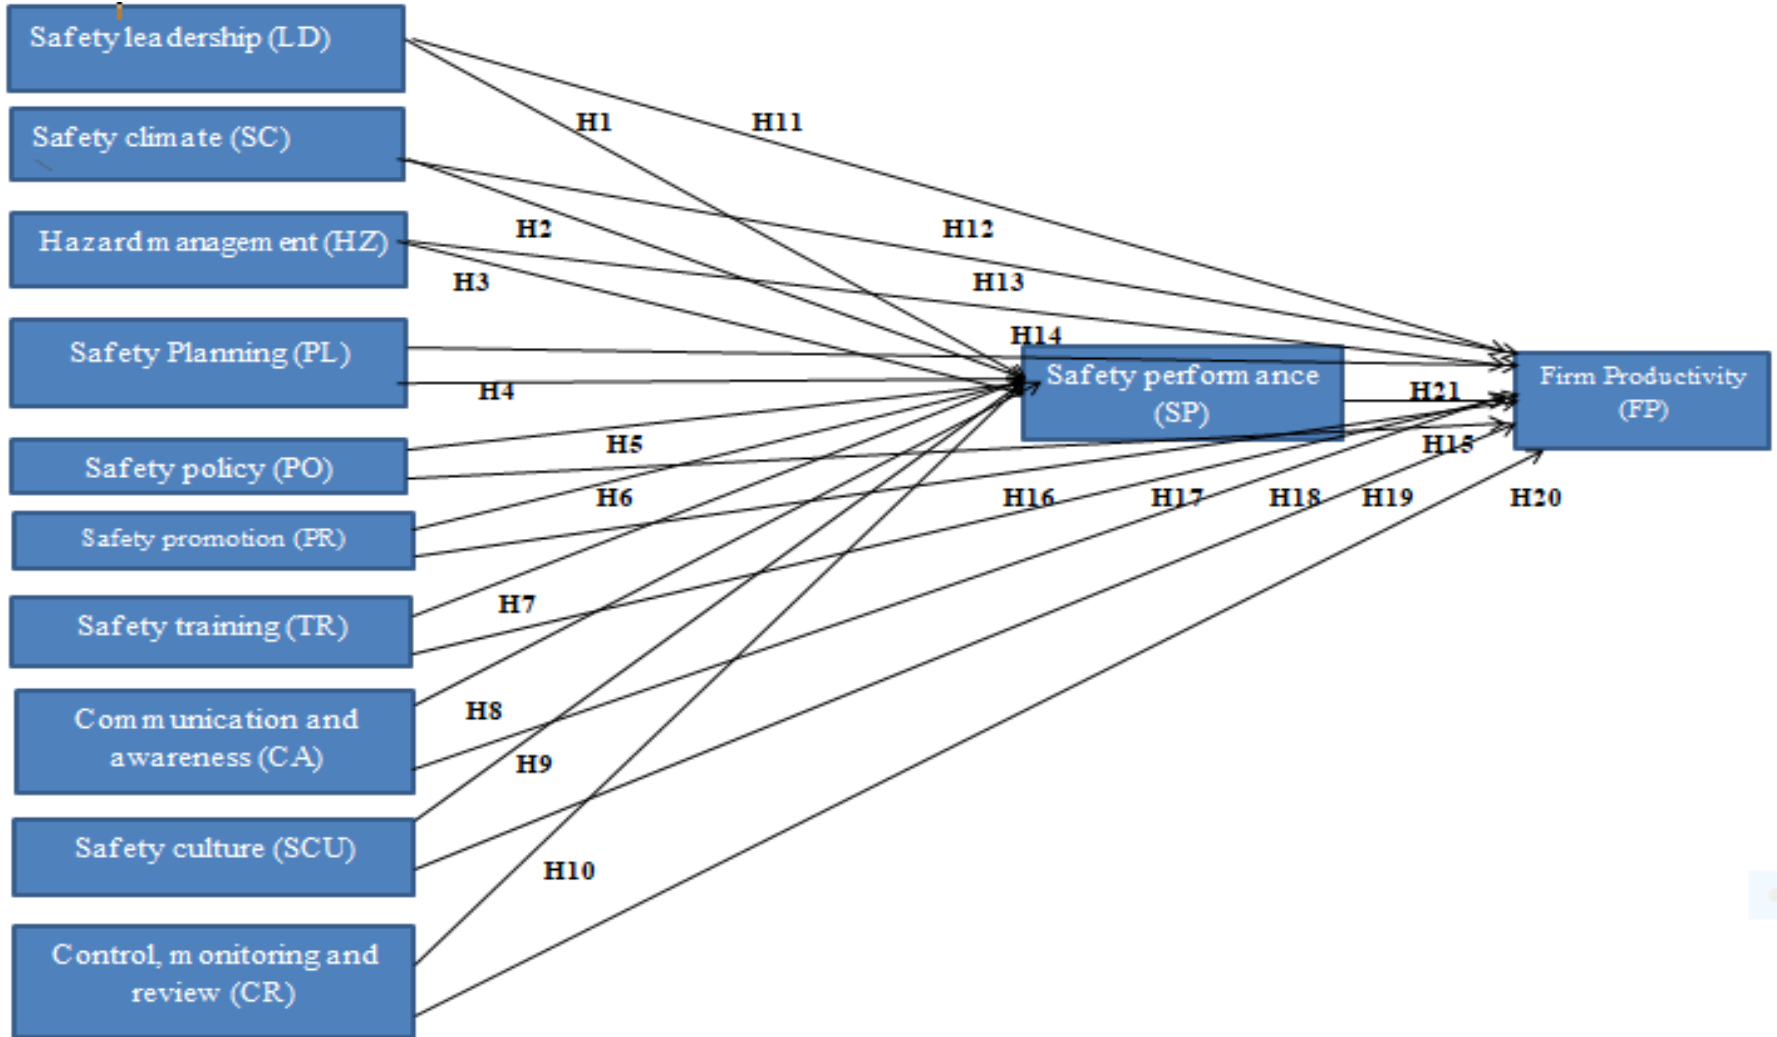 Safety leadership (LD)
H1
H11
Safety climate (SC)
H2
H12
Hazard management (HZ)
H3
H13
H14
Safety Planning (PL)
H4
Safety performance
(SP)
H21
Firm Productivity
(FP)
Safety policy (PO)
H5
H15
H6
H16
H17
H18
H19
H20
Safety promotion (PR)
Safety training (TR)
H7
Communication and
awareness (CA)
H8
H9
Safety culture (SCU)
H10
Control, monitoring and
review (CR)